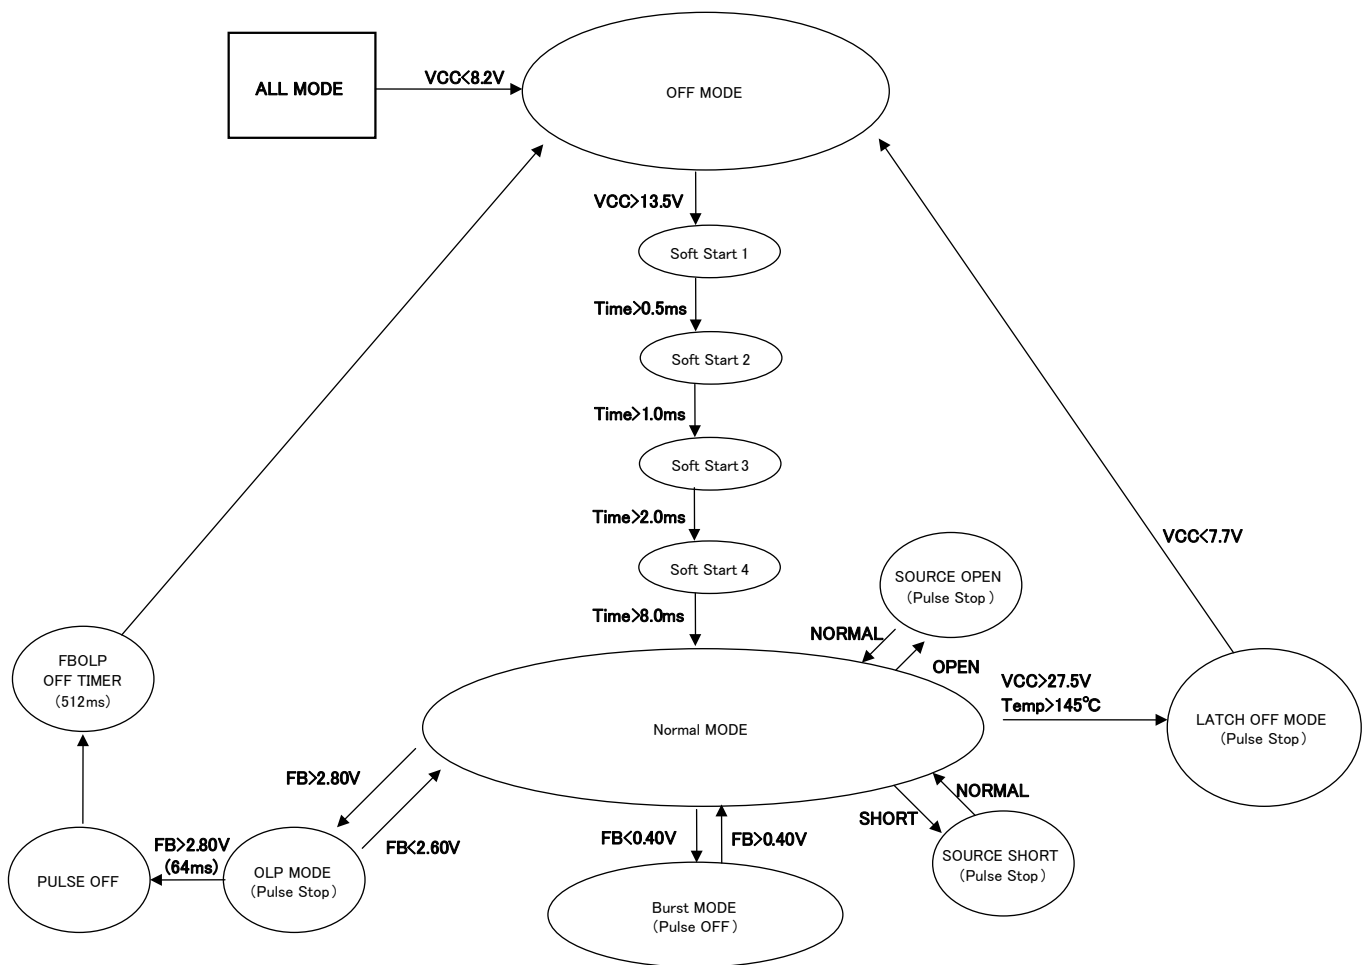 ALL MODE
VCC<8.2V
OFF MODE
VCC>13.5V
Soft Start 1
Time>0.5ms
Soft Start 2
Time>1.0ms
Soft Start 3
Time>2.0ms
Soft Start 4
Time>8.0ms
VCC<7.7V
SOURCE OPEN
(Pulse Stop)
NORMAL
OPEN
FBOLP
OFF TIMER
(512ms)
Normal MODE
VCC>27.5V
Temp>145℃
LATCH OFF MODE
(Pulse Stop)
FB>2.80V
FB<2.60V
FB<0.40V
FB>0.40V
SHORT
NORMAL
SOURCE SHORT
(Pulse Stop)
PULSE OFF
FB>2.80V
(64ms)
OLP MODE
(Pulse Stop)
Burst MODE
(Pulse OFF)